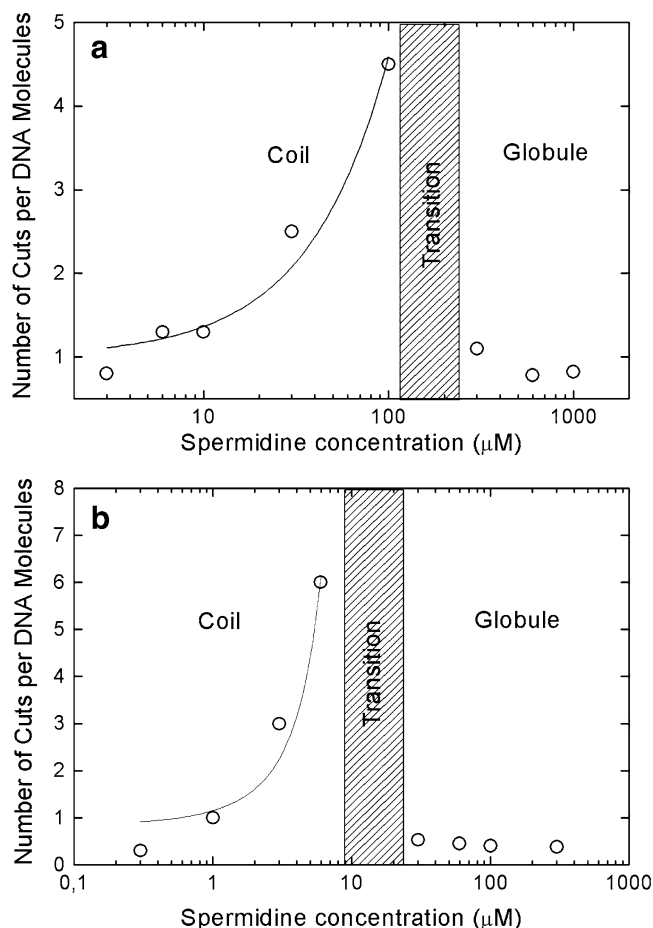 a
5
4
3
2
1
10
100
1000
Number of Cuts per DNA Molecules
Coil
Transition
Globule
Spermidine concentration (μM)
b
8
7
6
5
4
3
2
1
0
0,1
1
10
100
1000
Number of Cuts per DNA Molecules
Coil
Transition
Globule
Spermidine concentration (μM)